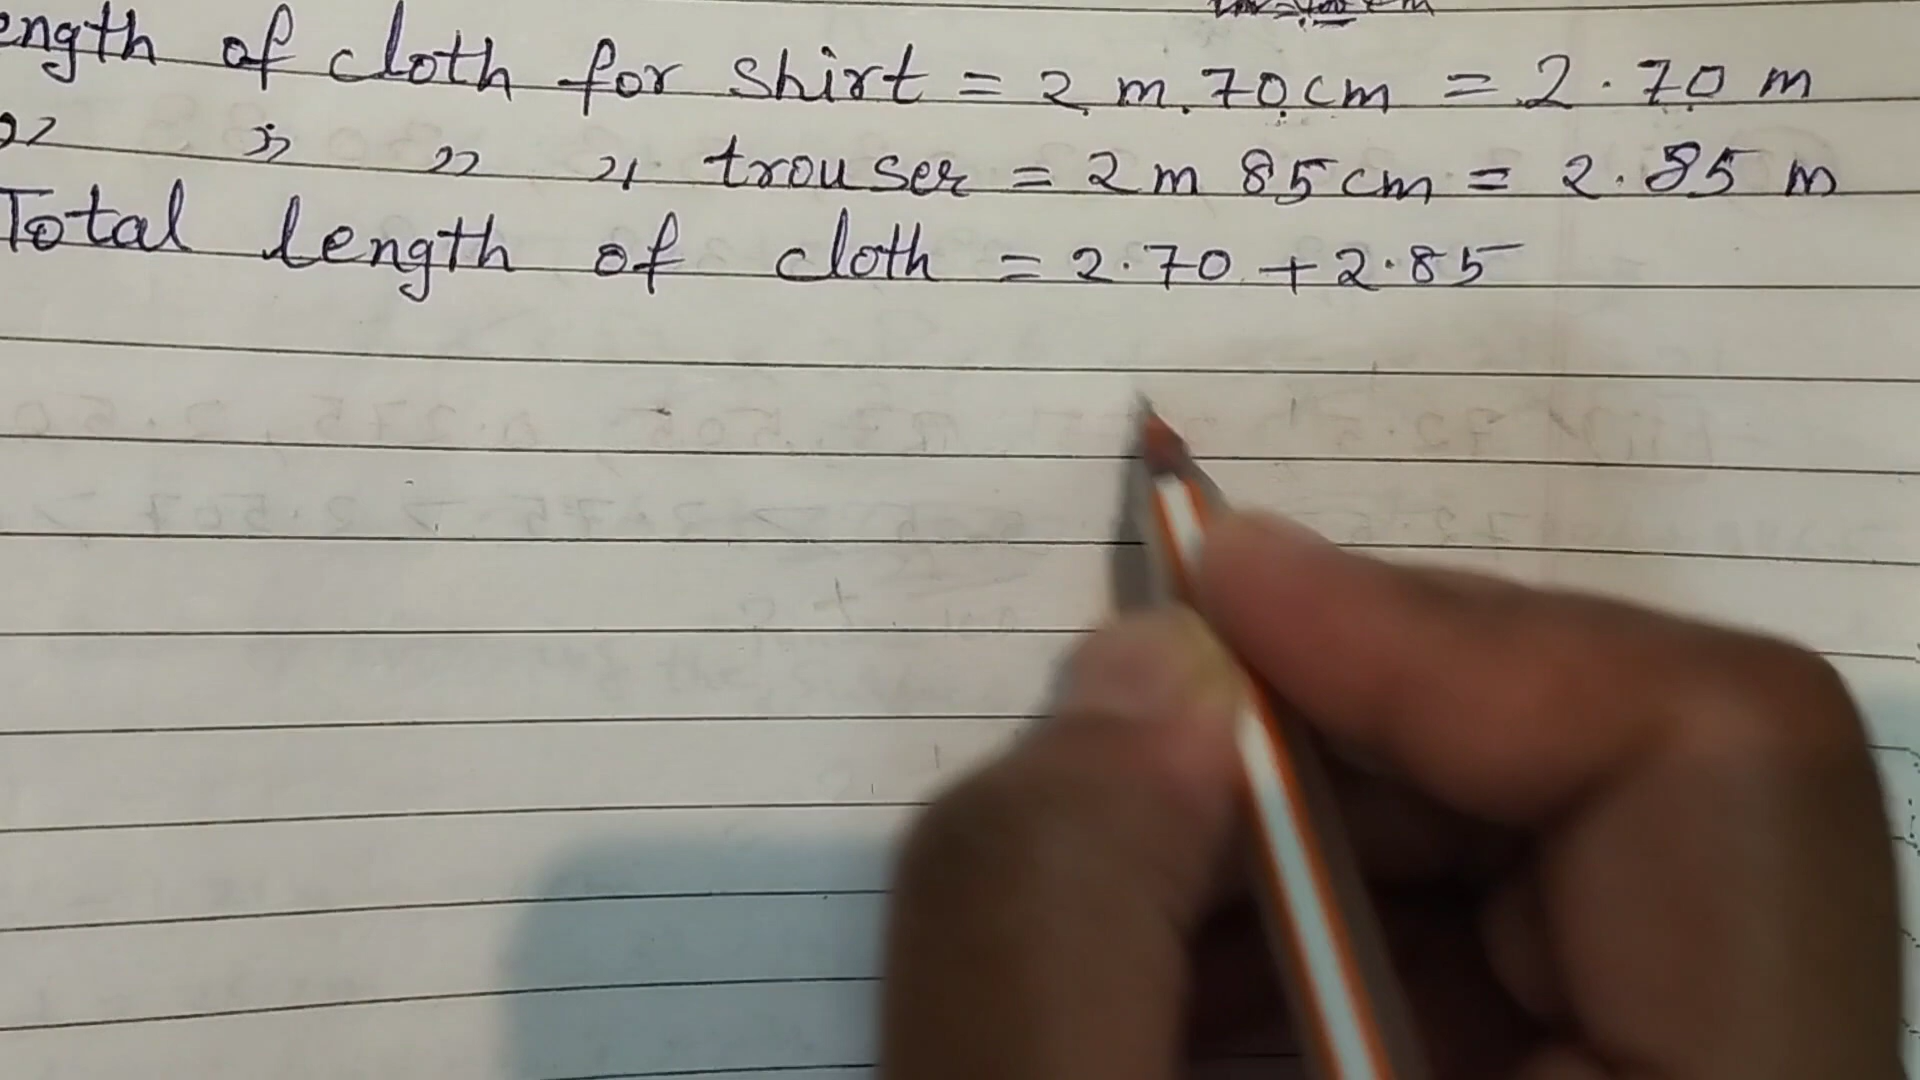 ength of cloth for shirt = 2 m 70 cm = 2.70 m
" " " " trouser = 2 m 85 cm = 2.85 m
Total length of cloth = 2.70 + 2.85